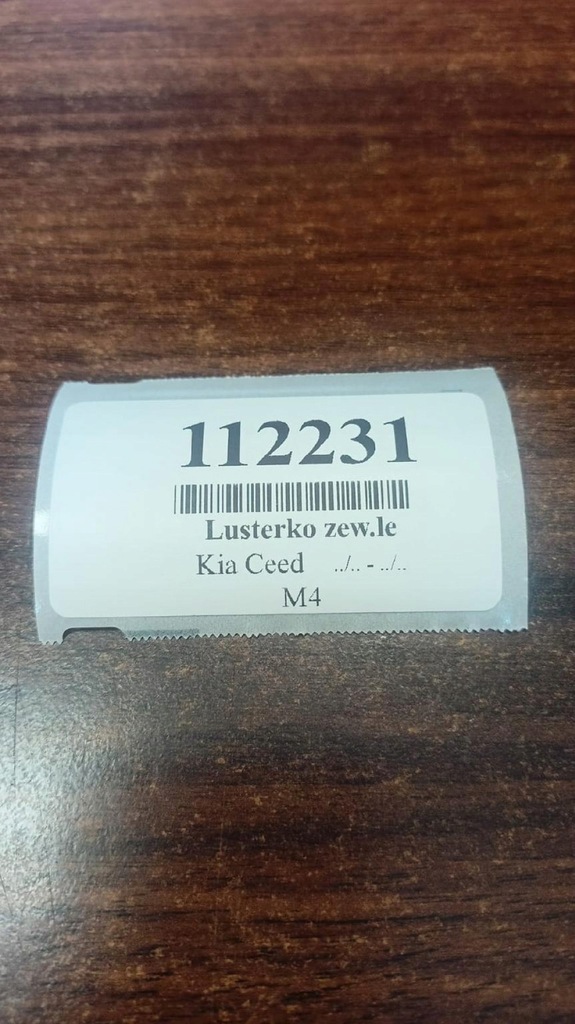 112231
Lusterko zew.le
Kia Ceed ../.. - ../..
M4